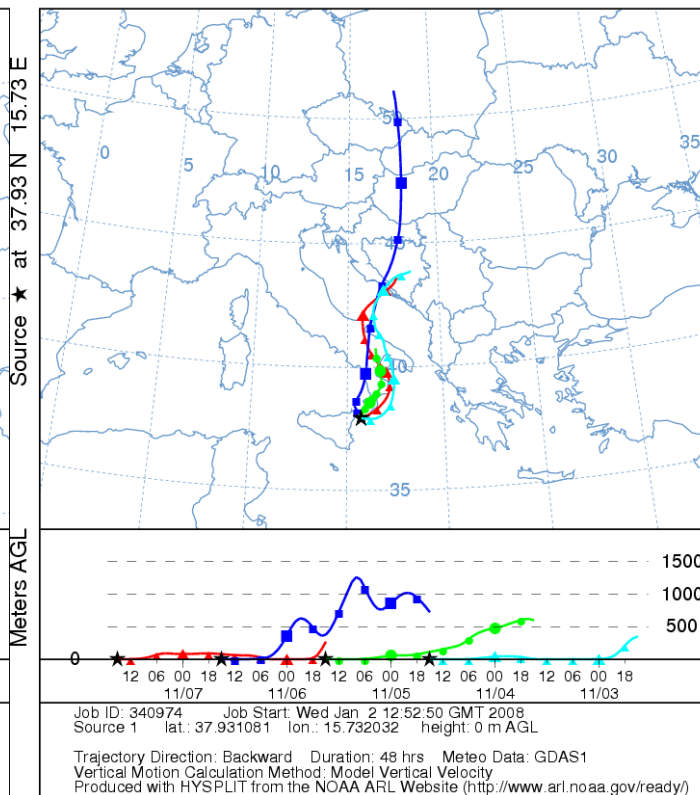 Source ★ at 37.93 N 15.73 E
50
0
5
10
15
20
25
30
35
45
40
35
Meters AGL
1500
1000
500
0
12 06 00 18 12 06 00 18 12 06 00 18 12 06 00 18 12 06 00 18
11/07 11/06 11/05 11/04 11/03
Job ID: 340974 Job Start: Wed Jan 2 12:52:50 GMT 2008
Source 1 lat.: 37.931081 lon.: 15.732032 height: 0 m AGL
Trajectory Direction: Backward Duration: 48 hrs Meteo Data: GDAS1
Vertical Motion Calculation Method: Model Vertical Velocity
Produced with HYSPLIT from the NOAA ARL Website (http://www.arl.noaa.gov/ready/)